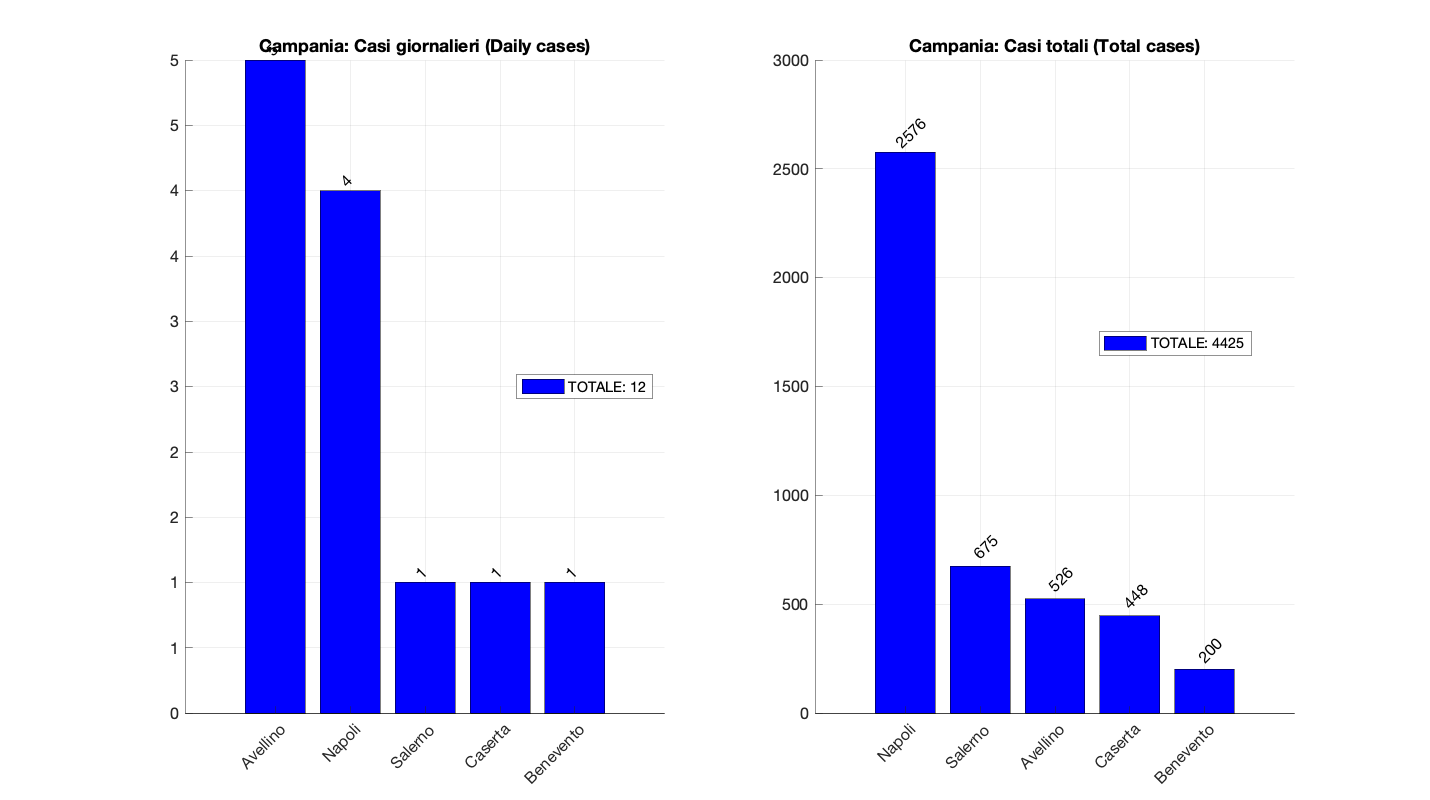 Campania: Casi giornalieri (Daily cases)
5
5
5
4
4
3
3
2
2
1
1
0
4
1
1
1
TOTALE: 12
Avellino
Napoli
Salerno
Caserta
Benevento
Campania: Casi totali (Total cases)
3000
2500
2000
1500
1000
500
0
2576
675
526
448
200
TOTALE: 4425
Napoli
Salerno
Avellino
Caserta
Benevento